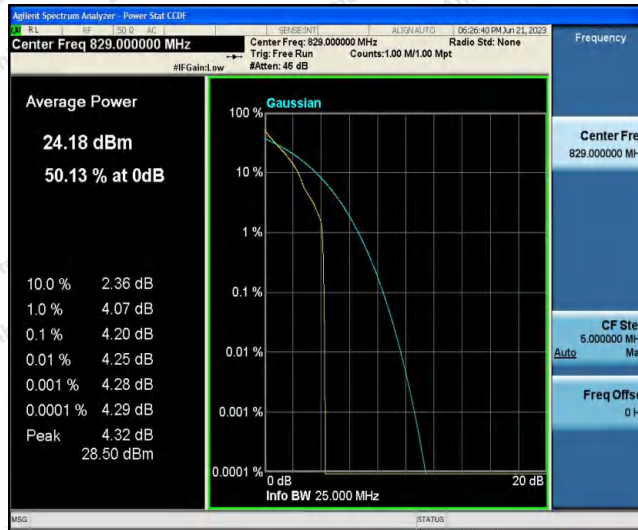 Agilent Spectrum Analyzer - Power Stat CCDF
RL RF 50 Ω AC SENSE:INT ALIGN AUTO 06:26:40 PM Jun 21, 2023
Center Freq 829.000000 MHz
Center Freq: 829.000000 MHz Radio Std: None
Trig: Free Run Counts:1.00 M/1.00 Mpt
#IFGain:Low #Atten: 46 dB
Frequency
Average Power
24.18 dBm
50.13 % at 0dB
10.0 % 2.36 dB
1.0 % 4.07 dB
0.1 % 4.20 dB
0.01 % 4.25 dB
0.001 % 4.28 dB
0.0001 % 4.29 dB
Peak 4.32 dB
28.50 dBm
Gaussian
100 %
10 %
1 %
0.1 %
0.01 %
0.001 %
0.0001 %
0 dB 20 dB
Info BW 25.000 MHz
Center Fre
829.000000 MH
CF Ste
5.000000 MH
Auto Ma
Freq Offse
0 H
MSG STATUS